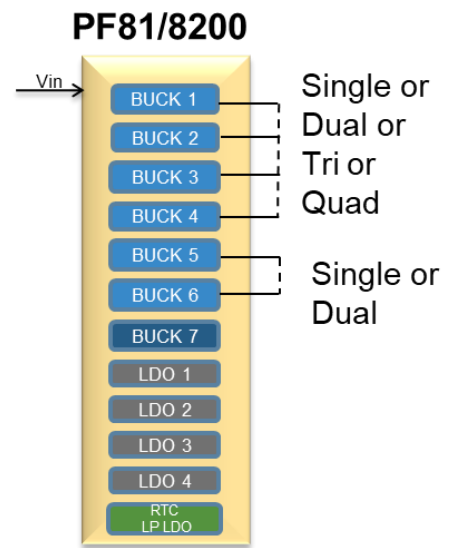 PF81/8200
Vin
BUCK 1
BUCK 2
BUCK 3
BUCK 4
BUCK 5
BUCK 6
BUCK 7
LDO 1
LDO 2
LDO 3
LDO 4
RTC
LP LDO
Single or
Dual or
Tri or
Quad
Single or
Dual